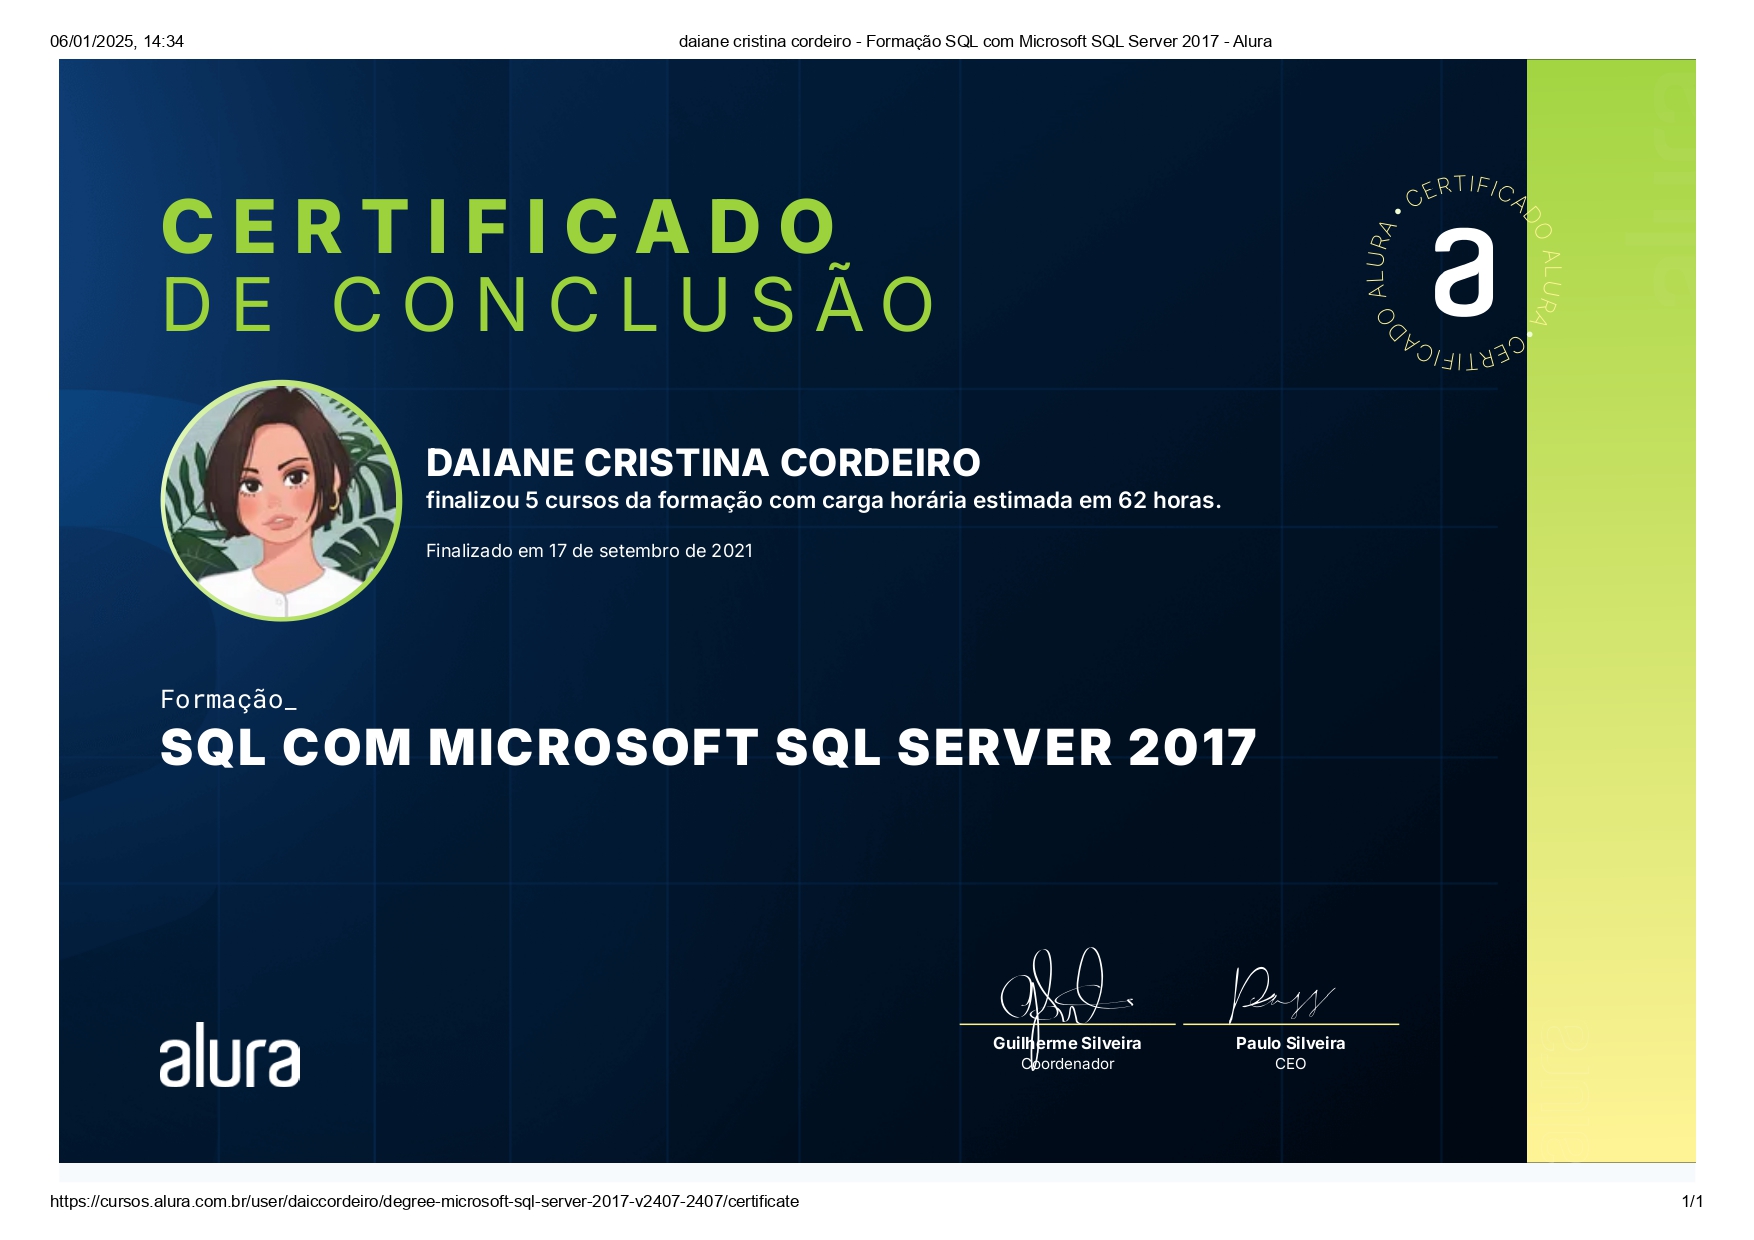 06/01/2025, 14:34
daiane cristina cordeiro - Formação SQL com Microsoft SQL Server 2017 - Alura
CERTIFICADO
DE CONCLUSÃO
CERTIFICADO ALURA • CERTIFICADO ALURA •
a
DAIANE CRISTINA CORDEIRO
finalizou 5 cursos da formação com carga horária estimada em 62 horas.
Finalizado em 17 de setembro de 2021
Formação_
SQL COM MICROSOFT SQL SERVER 2017
alura
Guilherme Silveira
Coordenador
Paulo Silveira
CEO
https://cursos.alura.com.br/user/daiccordeiro/degree-microsoft-sql-server-2017-v2407-2407/certificate
1/1